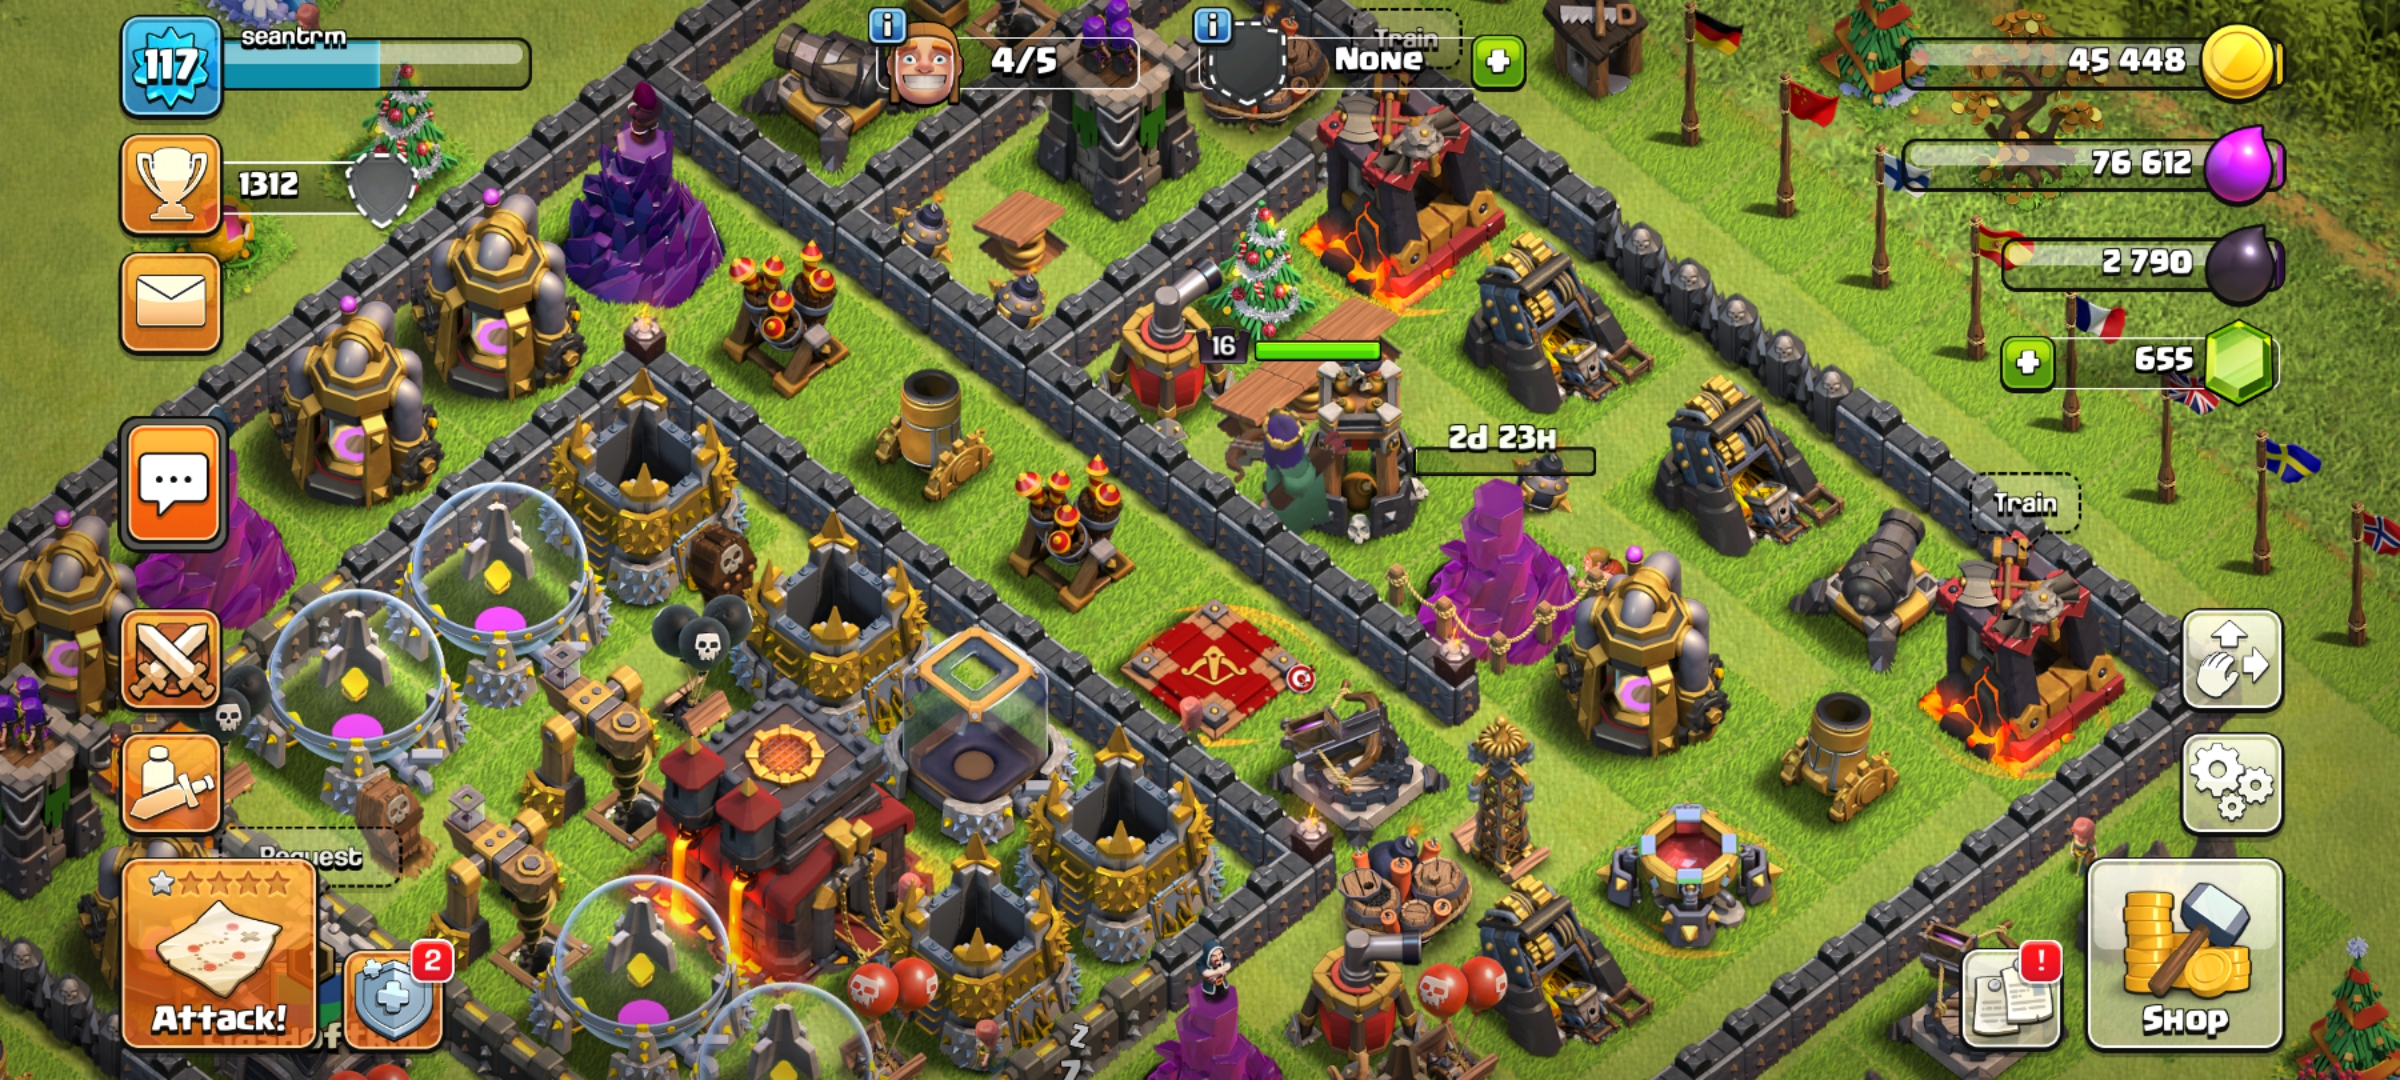 117
seantrm
4/5
Train
None
45 448
1312
76 612
2 790
655
16
2d 23h
Train
Request
Attack!
2
!
Shop
Z
Z